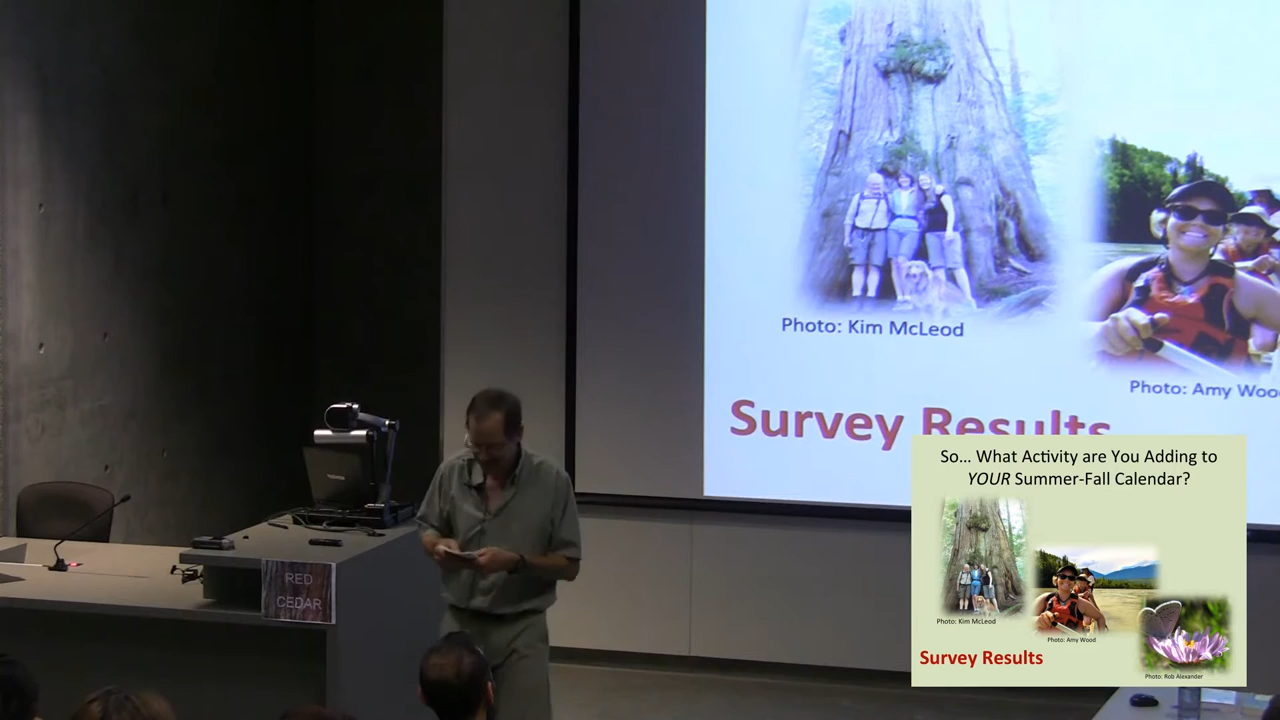 Photo: Kim McLeod
Photo: Amy Woo
Survey Results
RED
CEDAR
TOSHIBA
So... What Activity are You Adding to
YOUR Summer-Fall Calendar?
Photo: Kim McLeod
Photo: Amy Wood
Survey Results
Photo: Rob Alexander